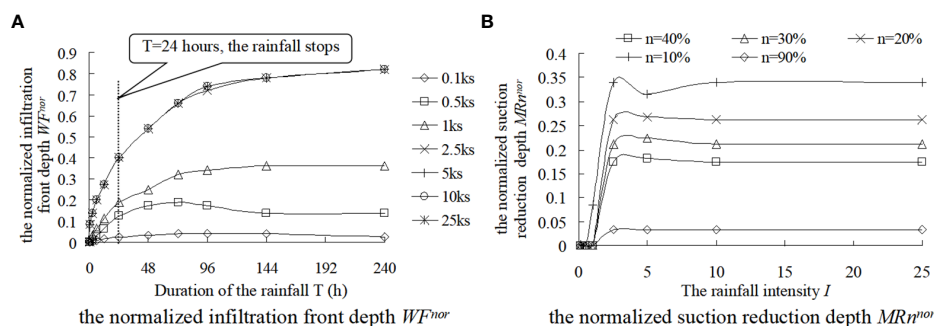 A
T=24 hours, the rainfall stops
the normalized infiltration
front depth WFnor
0.9
0.8
0.7
0.6
0.5
0.4
0.3
0.2
0.1
0
0 48 96 144 192 240
Duration of the rainfall T (h)
0.1ks
0.5ks
1ks
2.5ks
5ks
10ks
25ks
the normalized infiltration front depth WFnor
B
n=40% n=30% n=20%
n=10% n=90%
the normalized suction
reduction depth MRnnor
0.35
0.35
0.25
0.2
0.15
0.175
0.05
0
0 5 10 15 20 25
The rainfall intensity I
the normalized suction reduction depth MRnnor